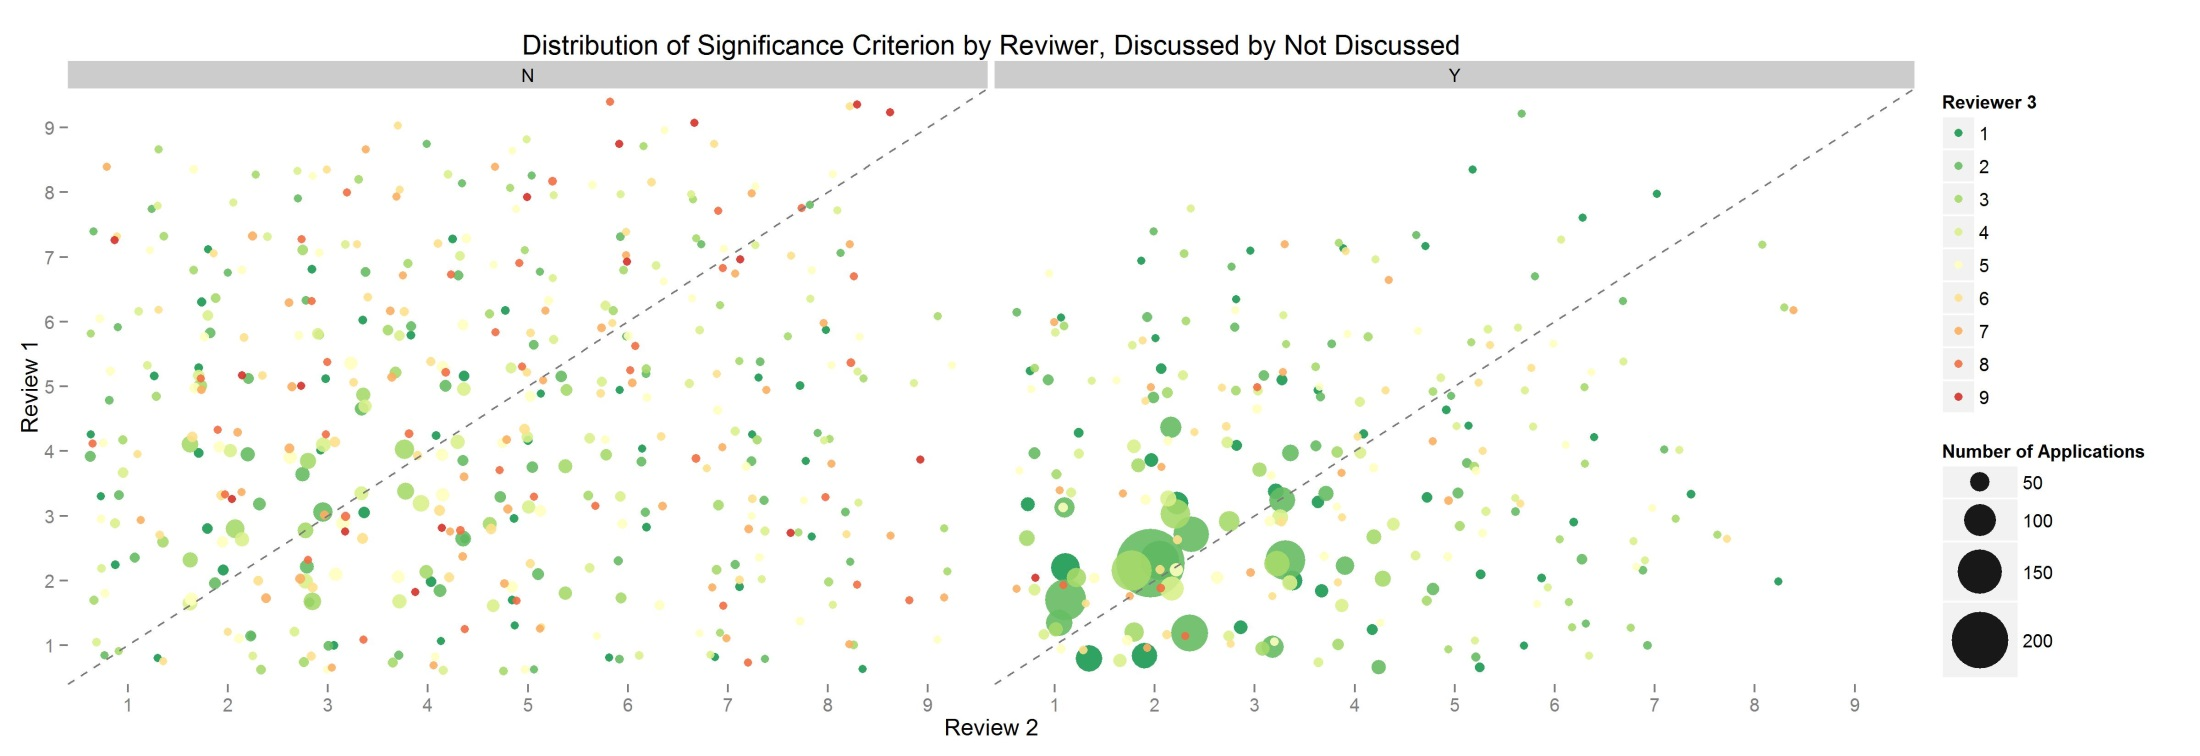 Distribution of Significance Criterion by Reviwer, Discussed by Not Discussed
N
Y
Review 1
9
8
7
6
5
4
3
2
1
1 2 3 4 5 6 7 8 9
1 2 3 4 5 6 7 8 9
Review 2
Reviewer 3
1
2
3
4
5
6
7
8
9
Number of Applications
50
100
150
200